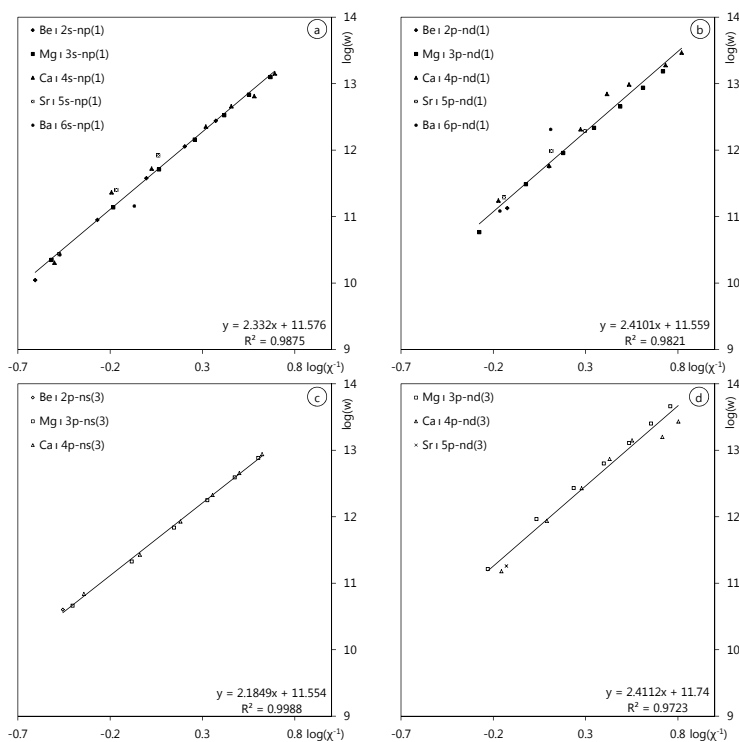 a
Be I 2s-np(1)
Mg I 3s-np(1)
Ca I 4s-np(1)
Sr I 5s-np(1)
Ba I 6s-np(1)
y = 2.332x + 11.576
R² = 0.9875
14
13
12
11
10
9
log(w)
-0.7 -0.2 0.3 log(χ⁻¹)
b
Be I 2p-nd(1)
Mg I 3p-nd(1)
Ca I 4p-nd(1)
Sr I 5p-nd(1)
Ba I 6p-nd(1)
y = 2.4101x + 11.559
R² = 0.9821
14
13
12
11
10
9
log(w)
-0.7 -0.2 0.3 0.8 log(χ⁻¹)
c
Be I 2p-ns(3)
Mg I 3p-ns(3)
Ca I 4p-ns(3)
y = 2.1849x + 11.554
R² = 0.9988
14
13
12
11
10
9
log(w)
-0.7 -0.2 0.3 log(χ⁻¹)
d
Mg I 3p-nd(3)
Ca I 4p-nd(3)
Sr I 5p-nd(3)
y = 2.4112x + 11.74
R² = 0.9723
14
13
12
11
10
9
log(w)
-0.7 -0.2 0.3 0.8 log(χ⁻¹)